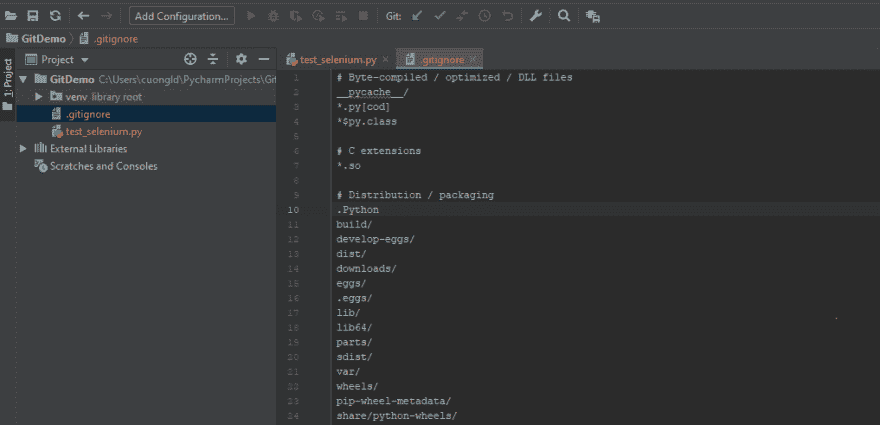 Add Configuration...
Git:
GitDemo
.gitignore
1: Project
Project
GitDemo C:\Users\cuongld\PycharmProjects\Git
venv library root
.gitignore
test_selenium.py
External Libraries
Scratches and Consoles
test_selenium.py
.gitignore
1 # Byte-compiled / optimized / DLL files
2 __pycache__/
3 *.py[cod]
4 *$py.class
5
6 # C extensions
7 *.so
8
9 # Distribution / packaging
10 .Python
11 build/
12 develop-eggs/
13 dist/
14 downloads/
15 eggs/
16 .eggs/
17 lib/
18 lib64/
19 parts/
20 sdist/
21 var/
22 wheels/
23 pip-wheel-metadata/
24 share/python-wheels/